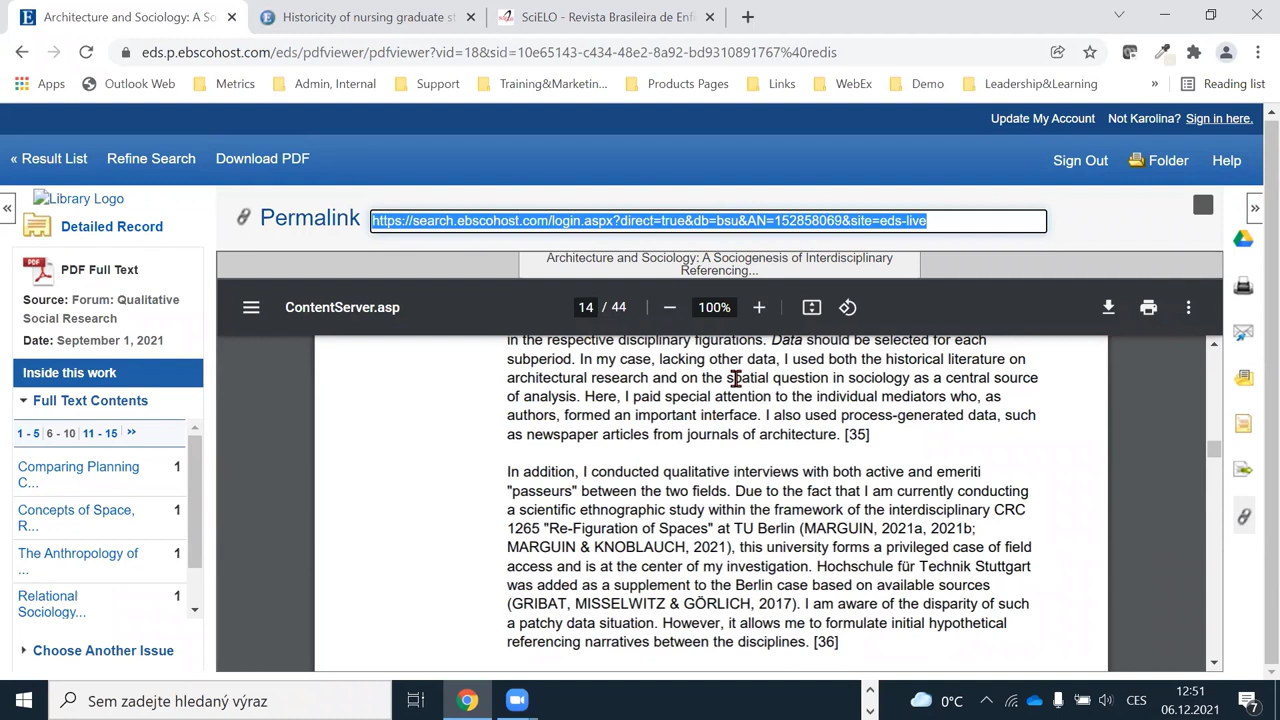 Architecture and Sociology: A So
Historicity of nursing graduate st
SciELO - Revista Brasileira de Enfi
eds.p.ebscohost.com/eds/pdfviewer/pdfviewer?vid=18&sid=10e65143-c434-48e2-8a92-bd9310891767%40redis
Apps
Outlook Web
Metrics
Admin, Internal
Support
Training&Marketin...
Products Pages
Links
WebEx
Demo
Leadership&Learning
»
Reading list
Update My Account
Not Karolina? Sign in here.
« Result List
Refine Search
Download PDF
Sign Out
Folder
Help
«
Library Logo
Detailed Record
PDF Full Text
Source: Forum: Qualitative
Social Research
Date: September 1, 2021
Inside this work
Full Text Contents
1 - 5 | 6 - 10 | 11 - 15 | »
Comparing Planning
C...
1
Concepts of Space,
R...
1
The Anthropology of
...
1
Relational
Sociology...
1
Choose Another Issue
Permalink
https://search.ebscohost.com/login.aspx?direct=true&db=bsu&AN=152858069&site=eds-live
»
Architecture and Sociology: A Sociogenesis of Interdisciplinary
Referencing...
ContentServer.asp
14 / 44
100%
in the respective disciplinary figurations. Data should be selected for each
subperiod. In my case, lacking other data, I used both the historical literature on
architectural research and on the spatial question in sociology as a central source
of analysis. Here, I paid special attention to the individual mediators who, as
authors, formed an important interface. I also used process-generated data, such
as newspaper articles from journals of architecture. [35]
In addition, I conducted qualitative interviews with both active and emeriti
"passeurs" between the two fields. Due to the fact that I am currently conducting
a scientific ethnographic study within the framework of the interdisciplinary CRC
1265 "Re-Figuration of Spaces" at TU Berlin (MARGUIN, 2021a, 2021b;
MARGUIN & KNOBLAUCH, 2021), this university forms a privileged case of field
access and is at the center of my investigation. Hochschule für Technik Stuttgart
was added as a supplement to the Berlin case based on available sources
(GRIBAT, MISSELWITZ & GÖRLICH, 2017). I am aware of the disparity of such
a patchy data situation. However, it allows me to formulate initial hypothetical
referencing narratives between the disciplines. [36]
Sem zadejte hledaný výraz
0°C
CES
12:51
06.12.2021
7